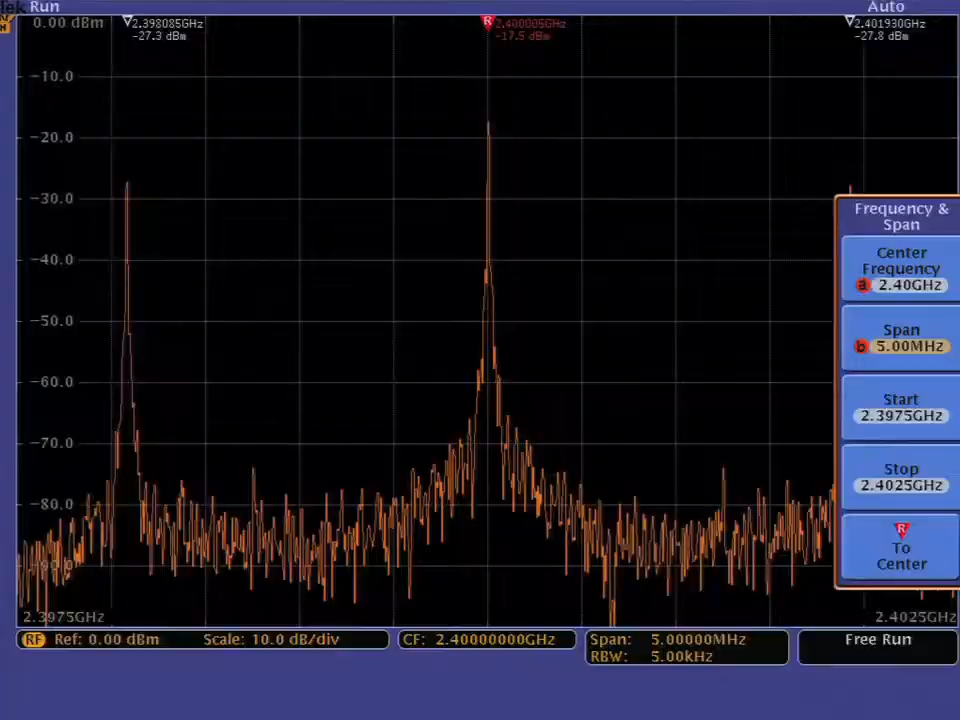 Tek Run
Auto
0.00 dBm
2.398085GHz
-27.3 dBm
R
2.400005GHz
-17.5 dBm
2.401930GHz
-27.8 dBm
-10.0
-20.0
-30.0
-40.0
-50.0
-60.0
-70.0
-80.0
-90.0
Frequency &
Span
Center
Frequency
a 2.40GHz
Span
b 5.00MHz
Start
2.3975GHz
Stop
2.4025GHz
R
To
Center
2.3975GHz
2.4025GHz
RF Ref: 0.00 dBm Scale: 10.0 dB/div
CF: 2.40000000GHz
Span: 5.00000MHz
RBW: 5.00kHz
Free Run